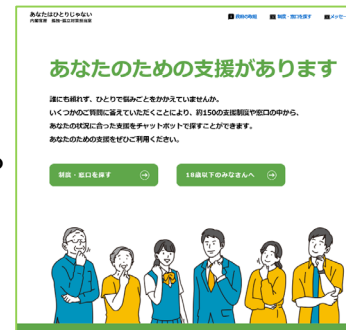 あなたはひとりじゃない
内閣官房 孤独・孤立対策担当室
政府の取組
制度・窓口を探す
メッセー
あなたのための支援があります
誰にも頼れず、ひとりで悩みごとをかかえていませんか。
いくつかのご質問に答えていただくことにより、約150の支援制度や窓口の中から、
あなたの状況に合った支援をチャットボットで探すことができます。
あなたのための支援をぜひご利用ください。
制度・窓口を探す
18歳以下のみなさんへ